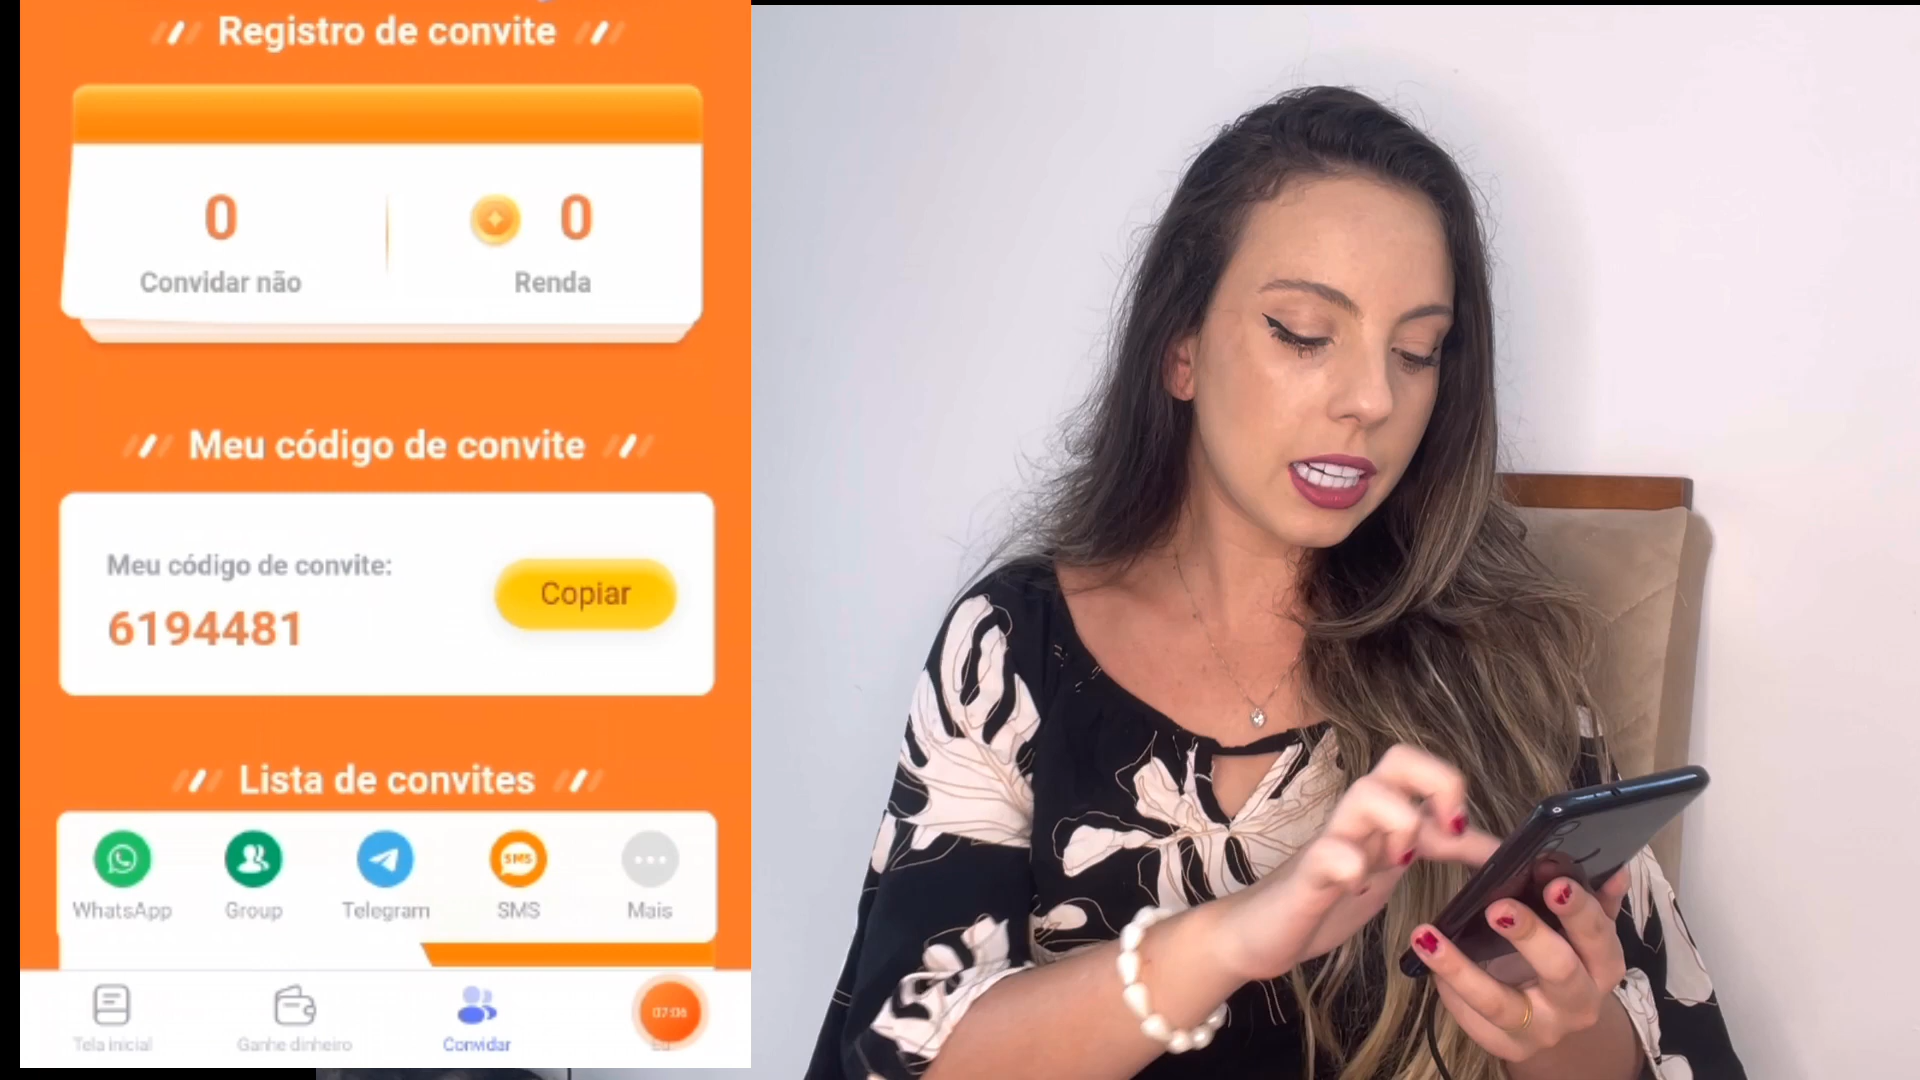 Registro de convite
0
0
Convidar não
Renda
Meu código de convite
Meu código de convite:
6194481
Copiar
Lista de convites
SMS
WhatsApp
Group
Telegram
SMS
Mais
07:06
Tela inicial
Ganhe dinheiro
Convidar